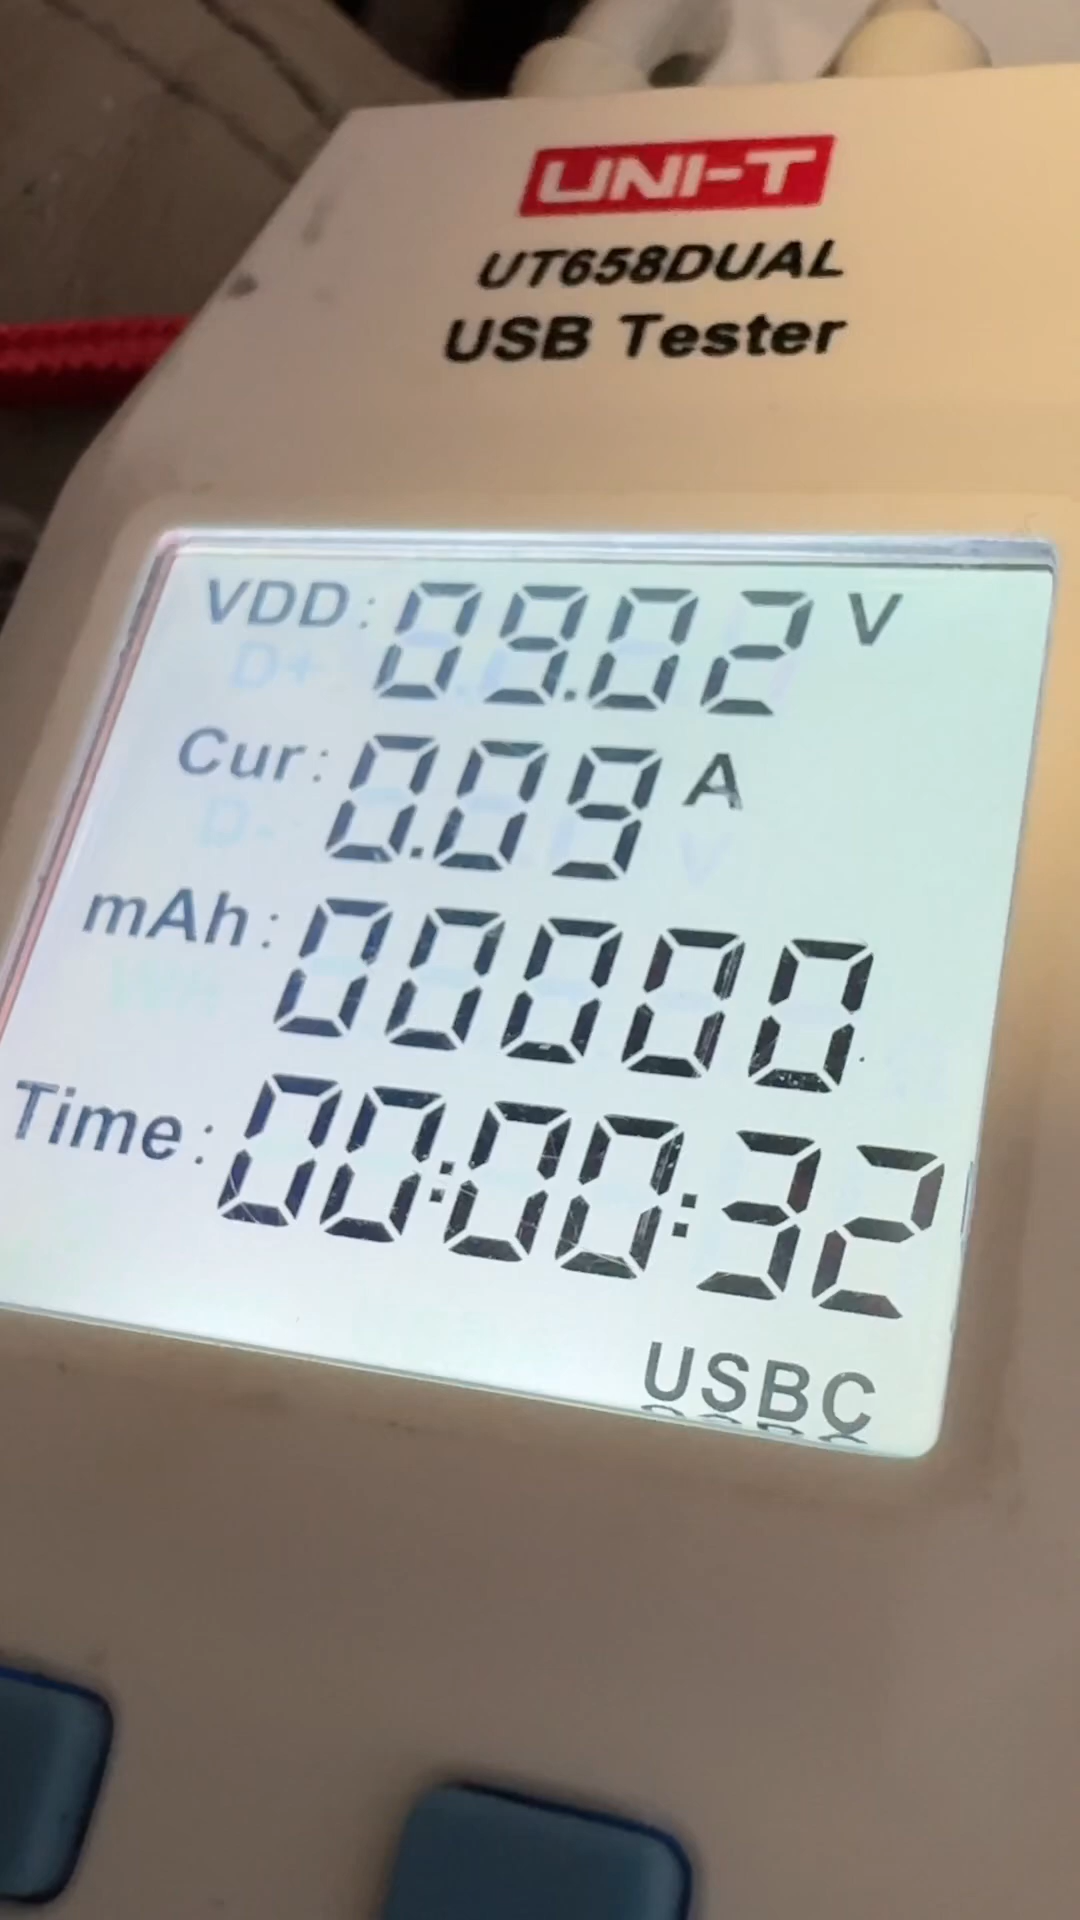 UNI-T
UT658DUAL
USB Tester
VDD: 09.02 V
Cur: 0.09 A
mAh: 00000
Time: 00:00:32
USBC